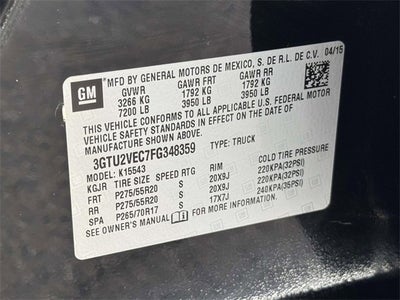 GM *MFD BY GENERAL MOTORS DE MEXICO, S. DE R.L. DE C.V. 04/15
GVWR GAWR FRT GAWR RR
3266 KG 1792 KG 1792 KG
7200 LB 3950 LB 3950 LB
THIS VEHICLE CONFORMS TO ALL APPLICABLE U.S.
FEDERAL MOTOR VEHICLE SAFETY STANDARDS IN
EFFECT ON THE DATE OF MANUFACTURE SHOWN ABOVE.
3GTU2VEC7FG348359 TYPE: TRUCK
MODEL: K15543
KGJR TIRE SIZE SPEED RTG RIM COLD TIRE PRESSURE
FRT P275/55R20 S 20X9J 220KPA(32PSI)
RR P275/55R20 S 20X9J 220KPA(32PSI)
SPA P265/70R17 S 17X7J 240KPA(35PSI)
SEE OWNER'S MANUAL FOR MORE INFORMATION.